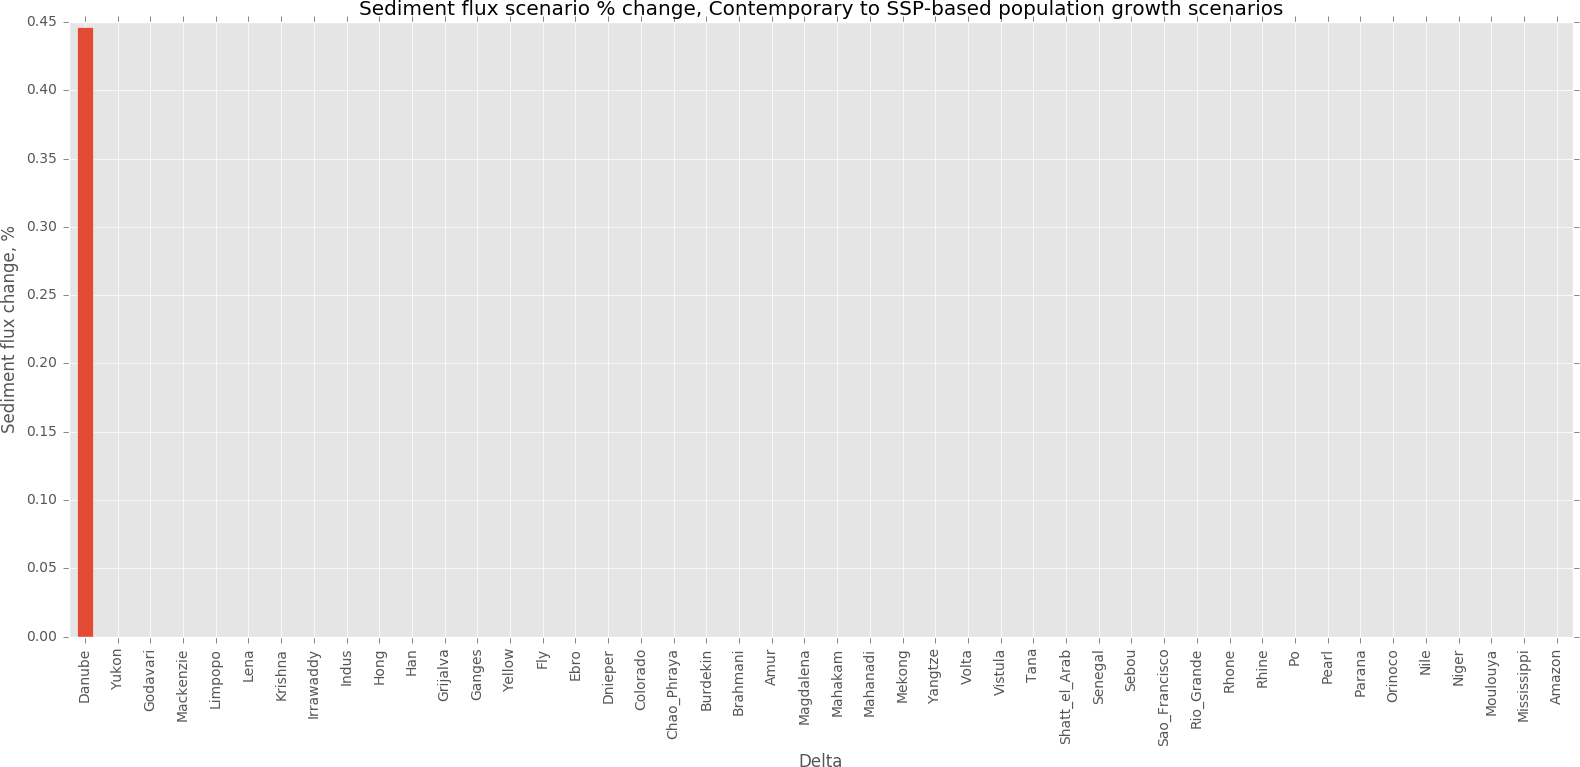 Sediment flux scenario % change, Contemporary to SSP-based population growth scenarios
Sediment flux change, %
0.45
0.40
0.35
0.30
0.25
0.20
0.15
0.10
0.05
0.00
Danube
Yukon
Godavari
Mackenzie
Limpopo
Lena
Krishna
Irrawaddy
Indus
Hong
Han
Grijalva
Ganges
Yellow
Fly
Ebro
Dnieper
Colorado
Chao_Phraya
Burdekin
Brahmani
Amur
Magdalena
Mahakam
Mahanadi
Mekong
Yangtze
Volta
Vistula
Tana
Shatt_el_Arab
Senegal
Sebou
Sao_Francisco
Rio_Grande
Rhone
Rhine
Po
Pearl
Parana
Orinoco
Nile
Niger
Moulouya
Mississippi
Amazon
Delta